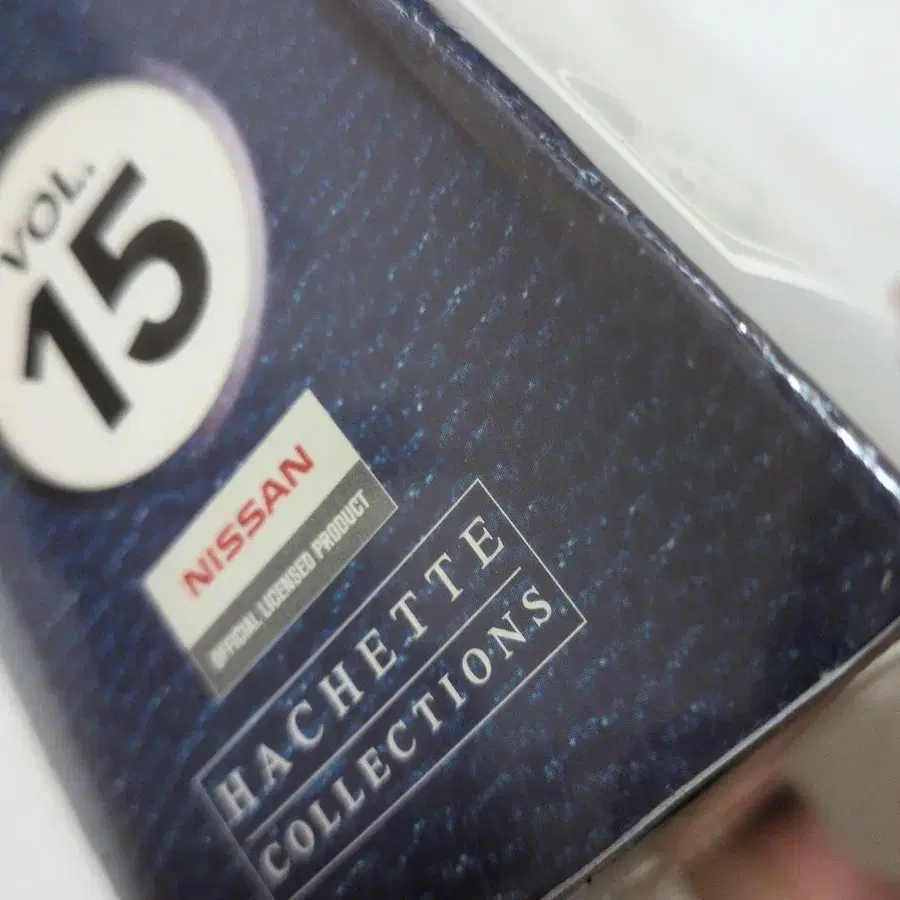 VOL.
15
NISSAN
OFFICIAL LICENSED PRODUCT
HACHETTE
COLLECTIONS